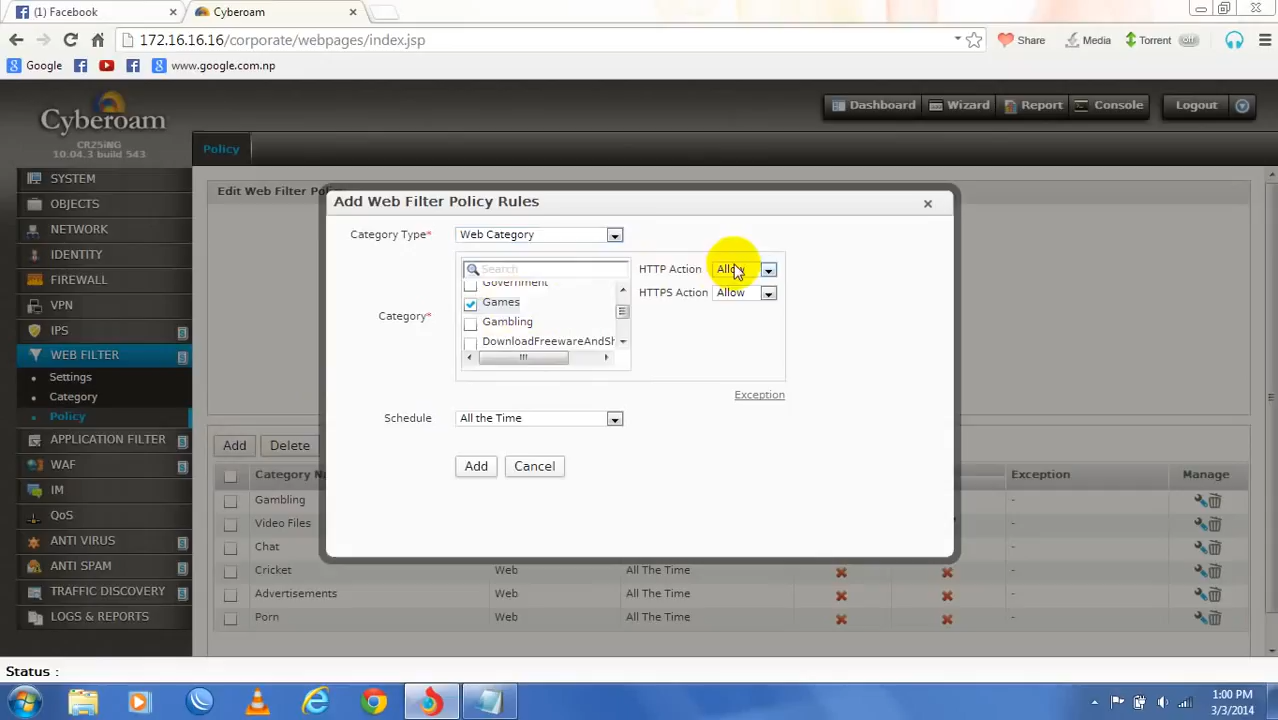 (1) Facebook
Cyberoam
172.16.16.16/corporate/webpages/index.jsp
Share
Media
Torrent off
Google
www.google.com.np
Cyberoam
CR25iNG
10.04.3 build 543
Dashboard
Wizard
Report
Console
Logout
SYSTEM
OBJECTS
NETWORK
IDENTITY
FIREWALL
VPN
IPS
WEB FILTER
Settings
Category
Policy
APPLICATION FILTER
WAF
IM
QoS
ANTI VIRUS
ANTI SPAM
TRAFFIC DISCOVERY
LOGS & REPORTS
Policy
Edit Web Filter
Add Web Filter Policy Rules
Category Type* Web Category
Search
HTTP Action Allow
Government
HTTPS Action Allow
Games
Category*
Gambling
DownloadFreewareAndSh
Exception
Schedule All the Time
Add Cancel
Add Delete
Exception Manage
Gambling -
Video Files -
Chat -
Cricket Web All The Time -
Advertisements Web All The Time -
Porn Web All The Time -
Status :
1:00 PM
3/3/2014